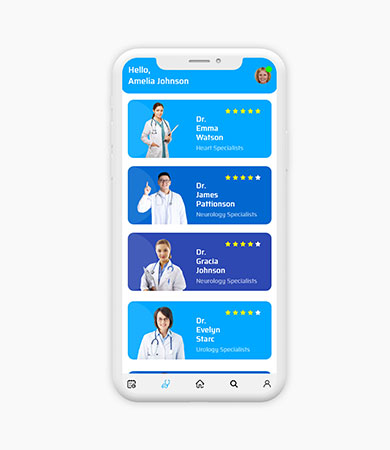 Hello,
Amelia Johnson
Dr.
Emma
Watson
Heart Specialists
Dr.
James
Pattionson
Neurology Specialists
Dr.
Gracia
Johnson
Neurology Specialists
Dr.
Evelyn
Starc
Urology Specialists